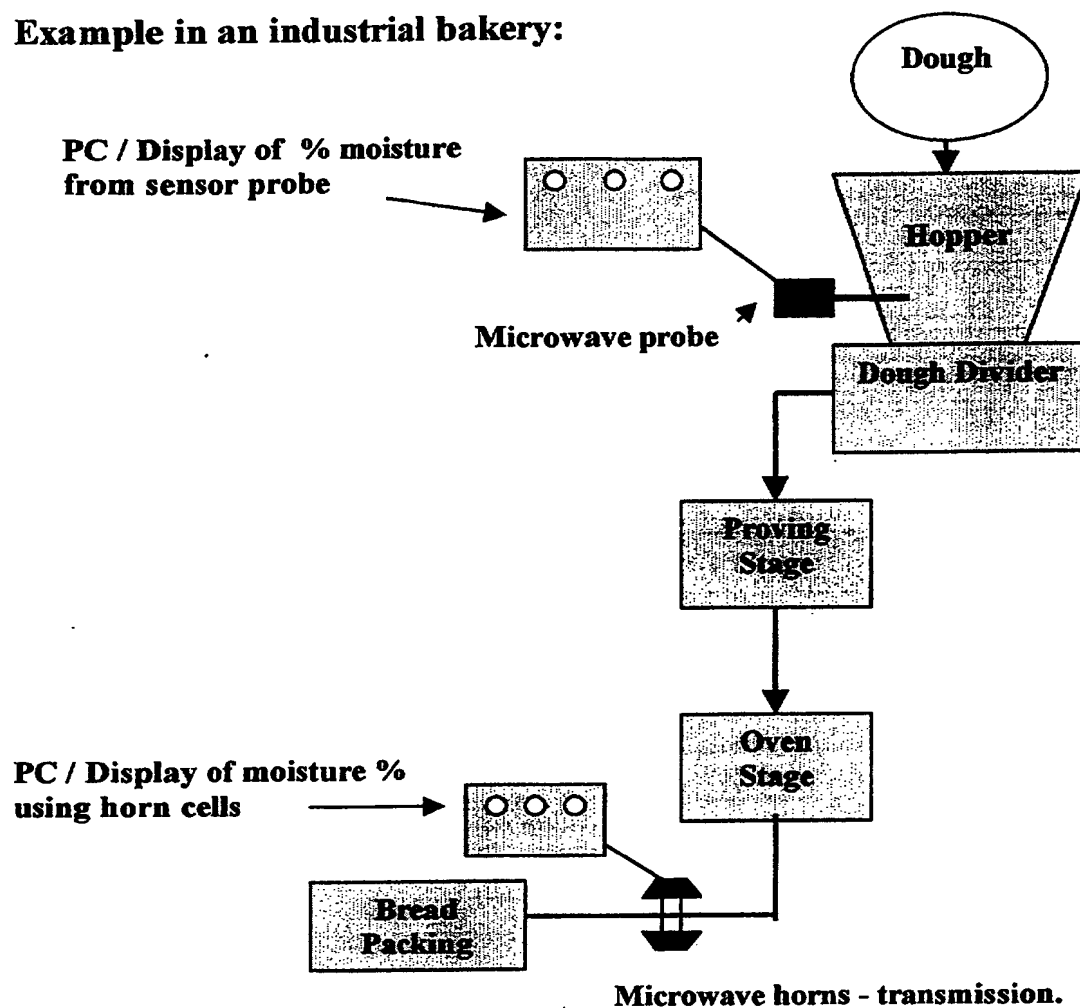 Example in an industrial bakery:
Dough
PC / Display of % moisture
from sensor probe
Hopper
Microwave probe
Dough Divider
Proving
Stage
Oven
Stage
PC / Display of moisture %
using horn cells
Bread
Packing
Microwave horns - transmission.